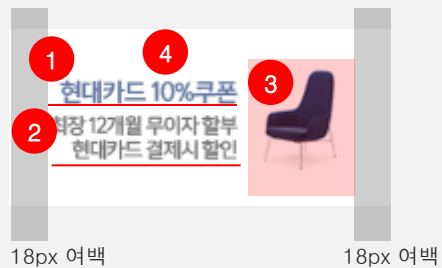 1
4
현대카드 10%쿠폰
3
2
최장 12개월 무이자 할부
현대카드 결제시 할인
18px 여백
18px 여백